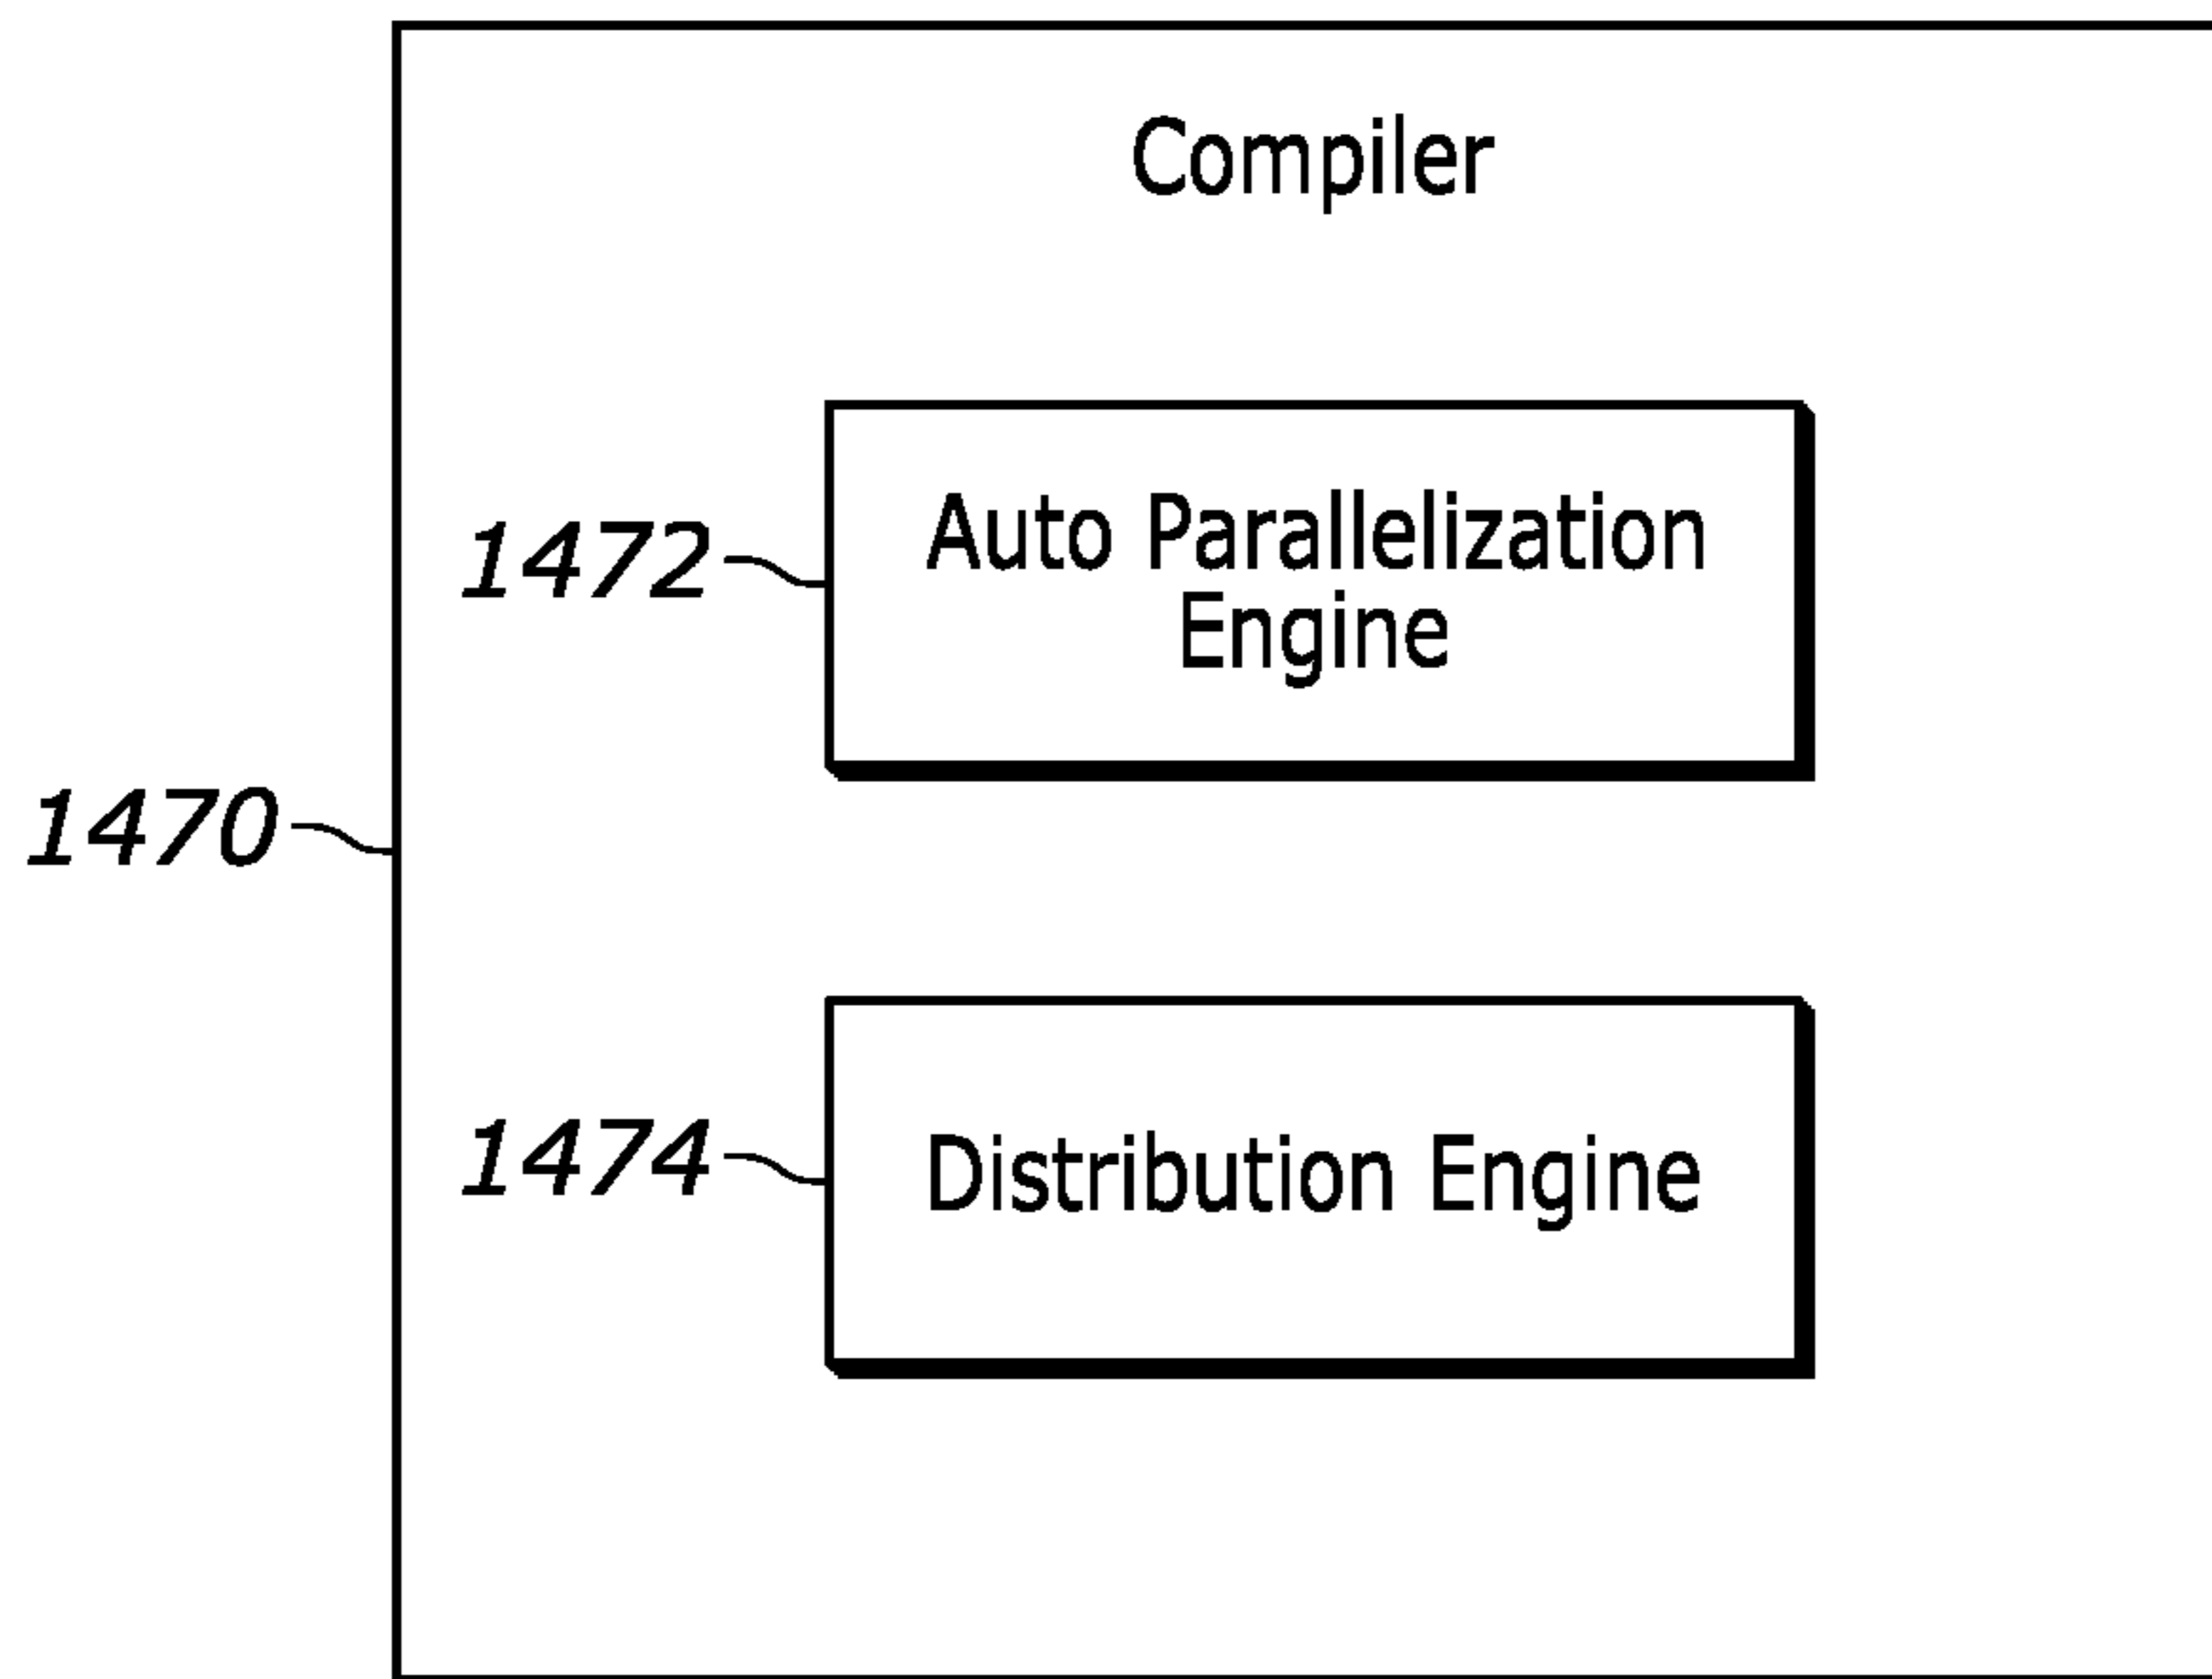 Compiler
1472
Auto Parallelization
Engine
1470
1474
Distribution Engine